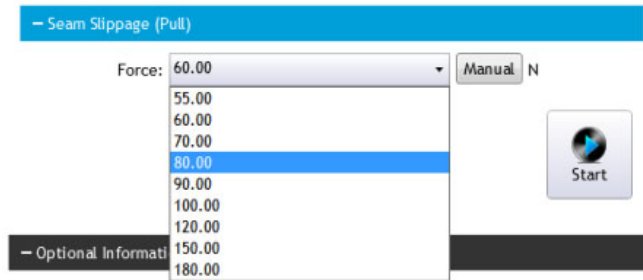 – Seam Slippage (Pull)
Force: 60.00 Manual N
55.00
60.00
70.00
80.00
90.00
100.00
120.00
150.00
180.00
Start
– Optional Informati